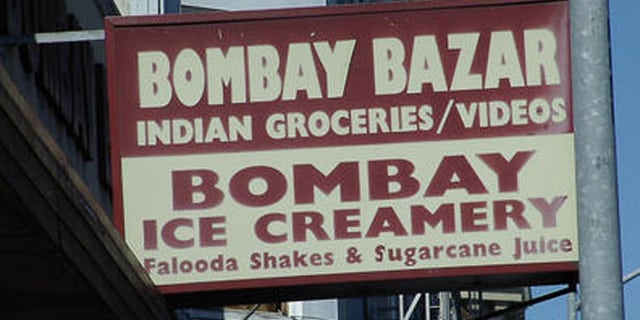 BOMBAY BAZAR
INDIAN GROCERIES/VIDEOS
BOMBAY
ICE CREAMERY
Falooda Shakes & Sugarcane Juice